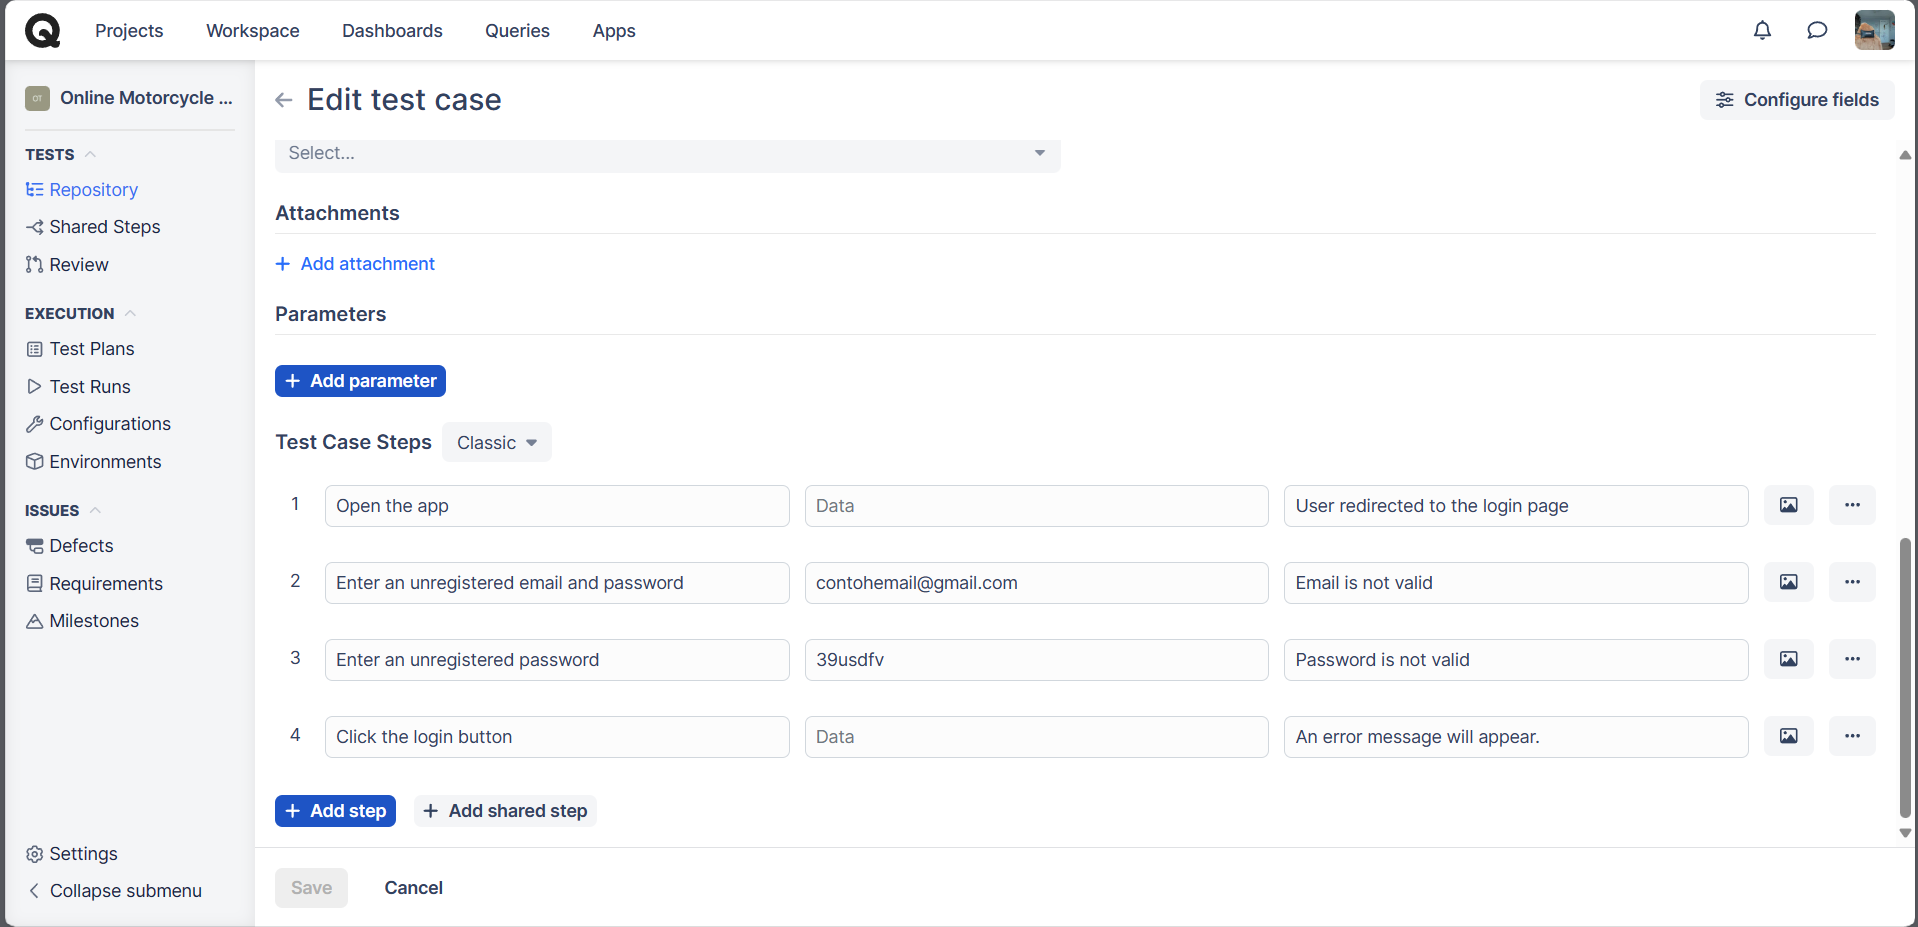 Projects Workspace Dashboards Queries Apps
OT Online Motorcycle ...
Edit test case
Configure fields
Select...
TESTS
Repository
Shared Steps
Review
EXECUTION
Test Plans
Test Runs
Configurations
Environments
ISSUES
Defects
Requirements
Milestones
Settings
Collapse submenu
Attachments
+ Add attachment
Parameters
+ Add parameter
Test Case Steps Classic
1 Open the app Data User redirected to the login page
2 Enter an unregistered email and password contohemail@gmail.com Email is not valid
3 Enter an unregistered password 39usdfv Password is not valid
4 Click the login button Data An error message will appear.
+ Add step + Add shared step
Save Cancel